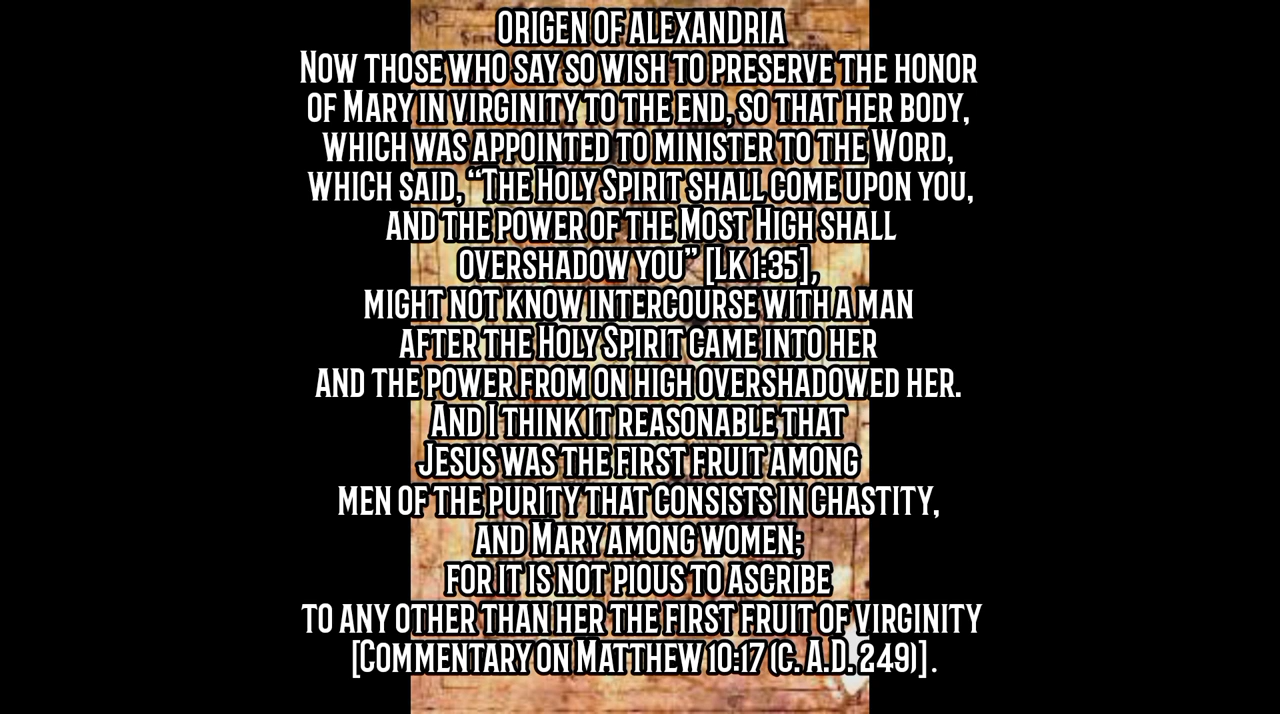 ORIGEN OF ALEXANDRIA
NOW THOSE WHO SAY SO WISH TO PRESERVE THE HONOR
OF MARY IN VIRGINITY TO THE END, SO THAT HER BODY,
WHICH WAS APPOINTED TO MINISTER TO THE WORD,
WHICH SAID, “THE HOLY SPIRIT SHALL COME UPON YOU,
AND THE POWER OF THE MOST HIGH SHALL
OVERSHADOW YOU” [LK 1:35],
MIGHT NOT KNOW INTERCOURSE WITH A MAN
AFTER THE HOLY SPIRIT CAME INTO HER
AND THE POWER FROM ON HIGH OVERSHADOWED HER.
AND I THINK IT REASONABLE THAT
JESUS WAS THE FIRST FRUIT AMONG
MEN OF THE PURITY THAT CONSISTS IN CHASTITY,
AND MARY AMONG WOMEN;
FOR IT IS NOT PIOUS TO ASCRIBE
TO ANY OTHER THAN HER THE FIRST FRUIT OF VIRGINITY
[COMMENTARY ON MATTHEW 10:17 (C. A.D. 249)].